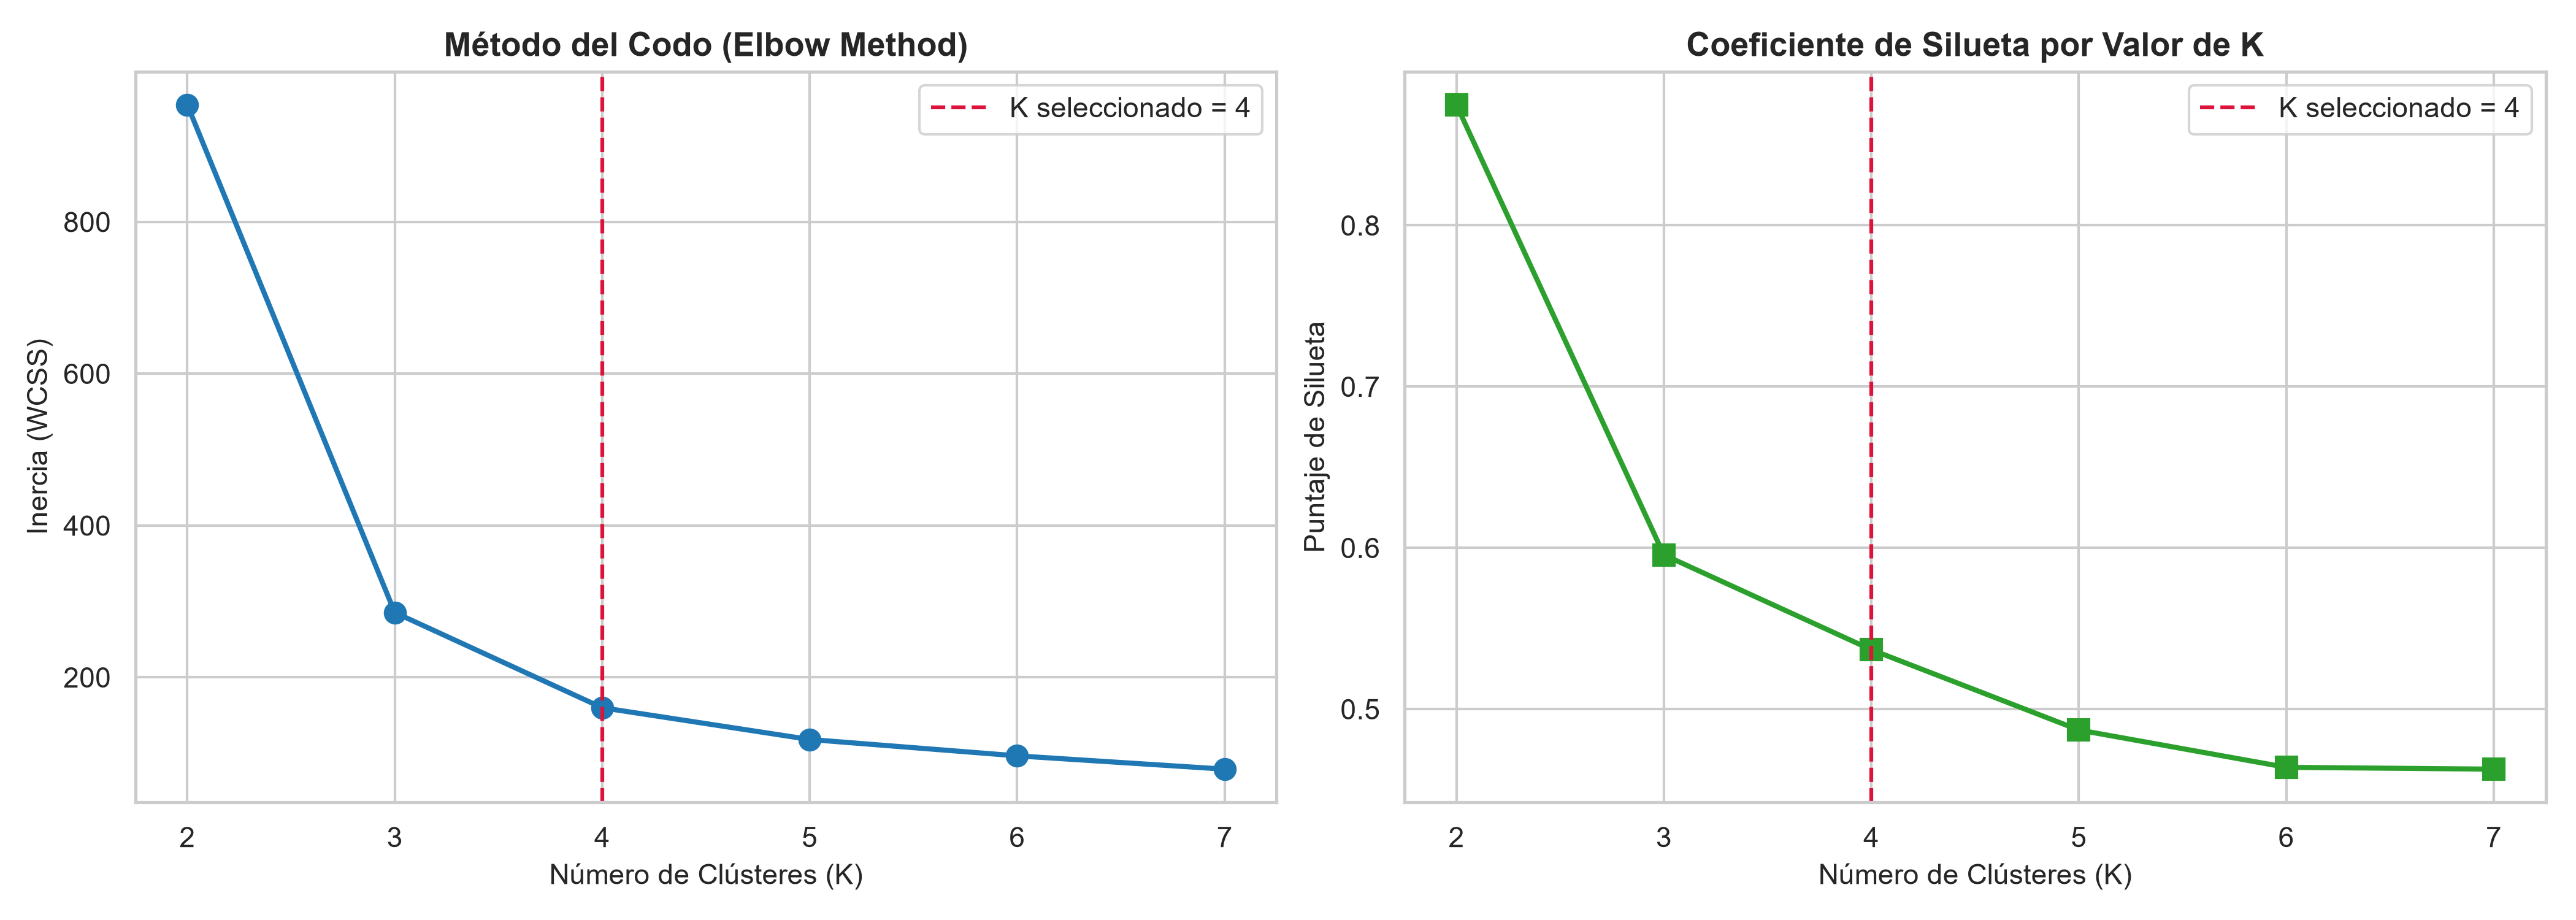 Método del Codo (Elbow Method)
K seleccionado = 4
800
600
400
200
Inercia (WCSS)
2 3 4 5 6 7
Número de Clústeres (K)
Coeficiente de Silueta por Valor de K
K seleccionado = 4
0.8
0.7
0.6
0.5
Puntaje de Silueta
2 3 4 5 6 7
Número de Clústeres (K)